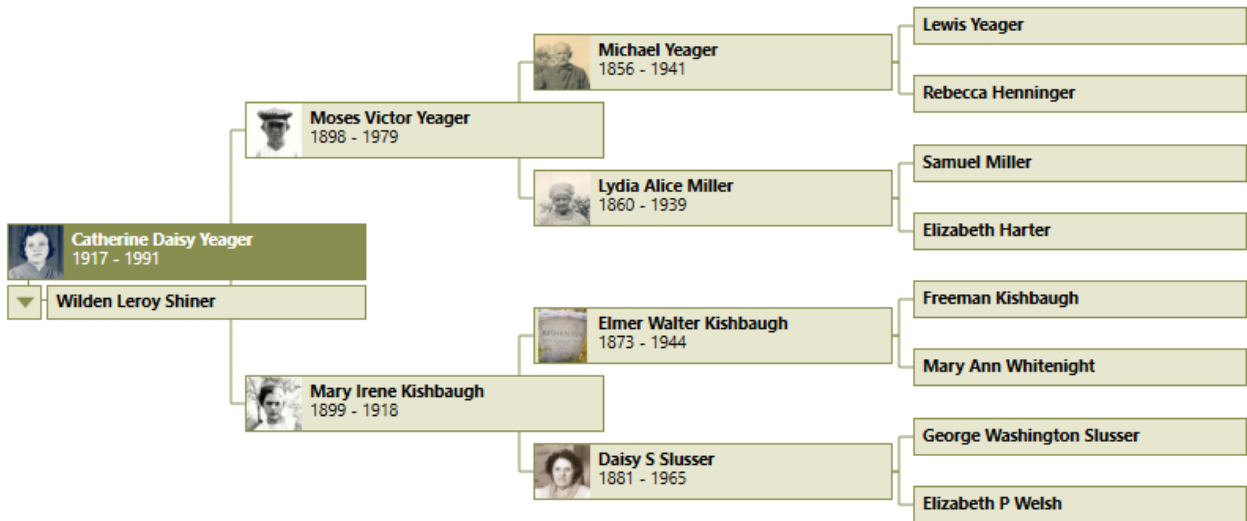 Lewis Yeager
Michael Yeager
1856 - 1941
Rebecca Henninger
Moses Victor Yeager
1898 - 1979
Samuel Miller
Lydia Alice Miller
1860 - 1939
Elizabeth Harter
Catherine Daisy Yeager
1917 - 1991
Wilden Leroy Shiner
Freeman Kishbaugh
Elmer Walter Kishbaugh
1873 - 1944
KISHBAUGH
Mary Ann Whitenight
Mary Irene Kishbaugh
1899 - 1918
George Washington Slusser
Daisy S Slusser
1881 - 1965
Elizabeth P Welsh